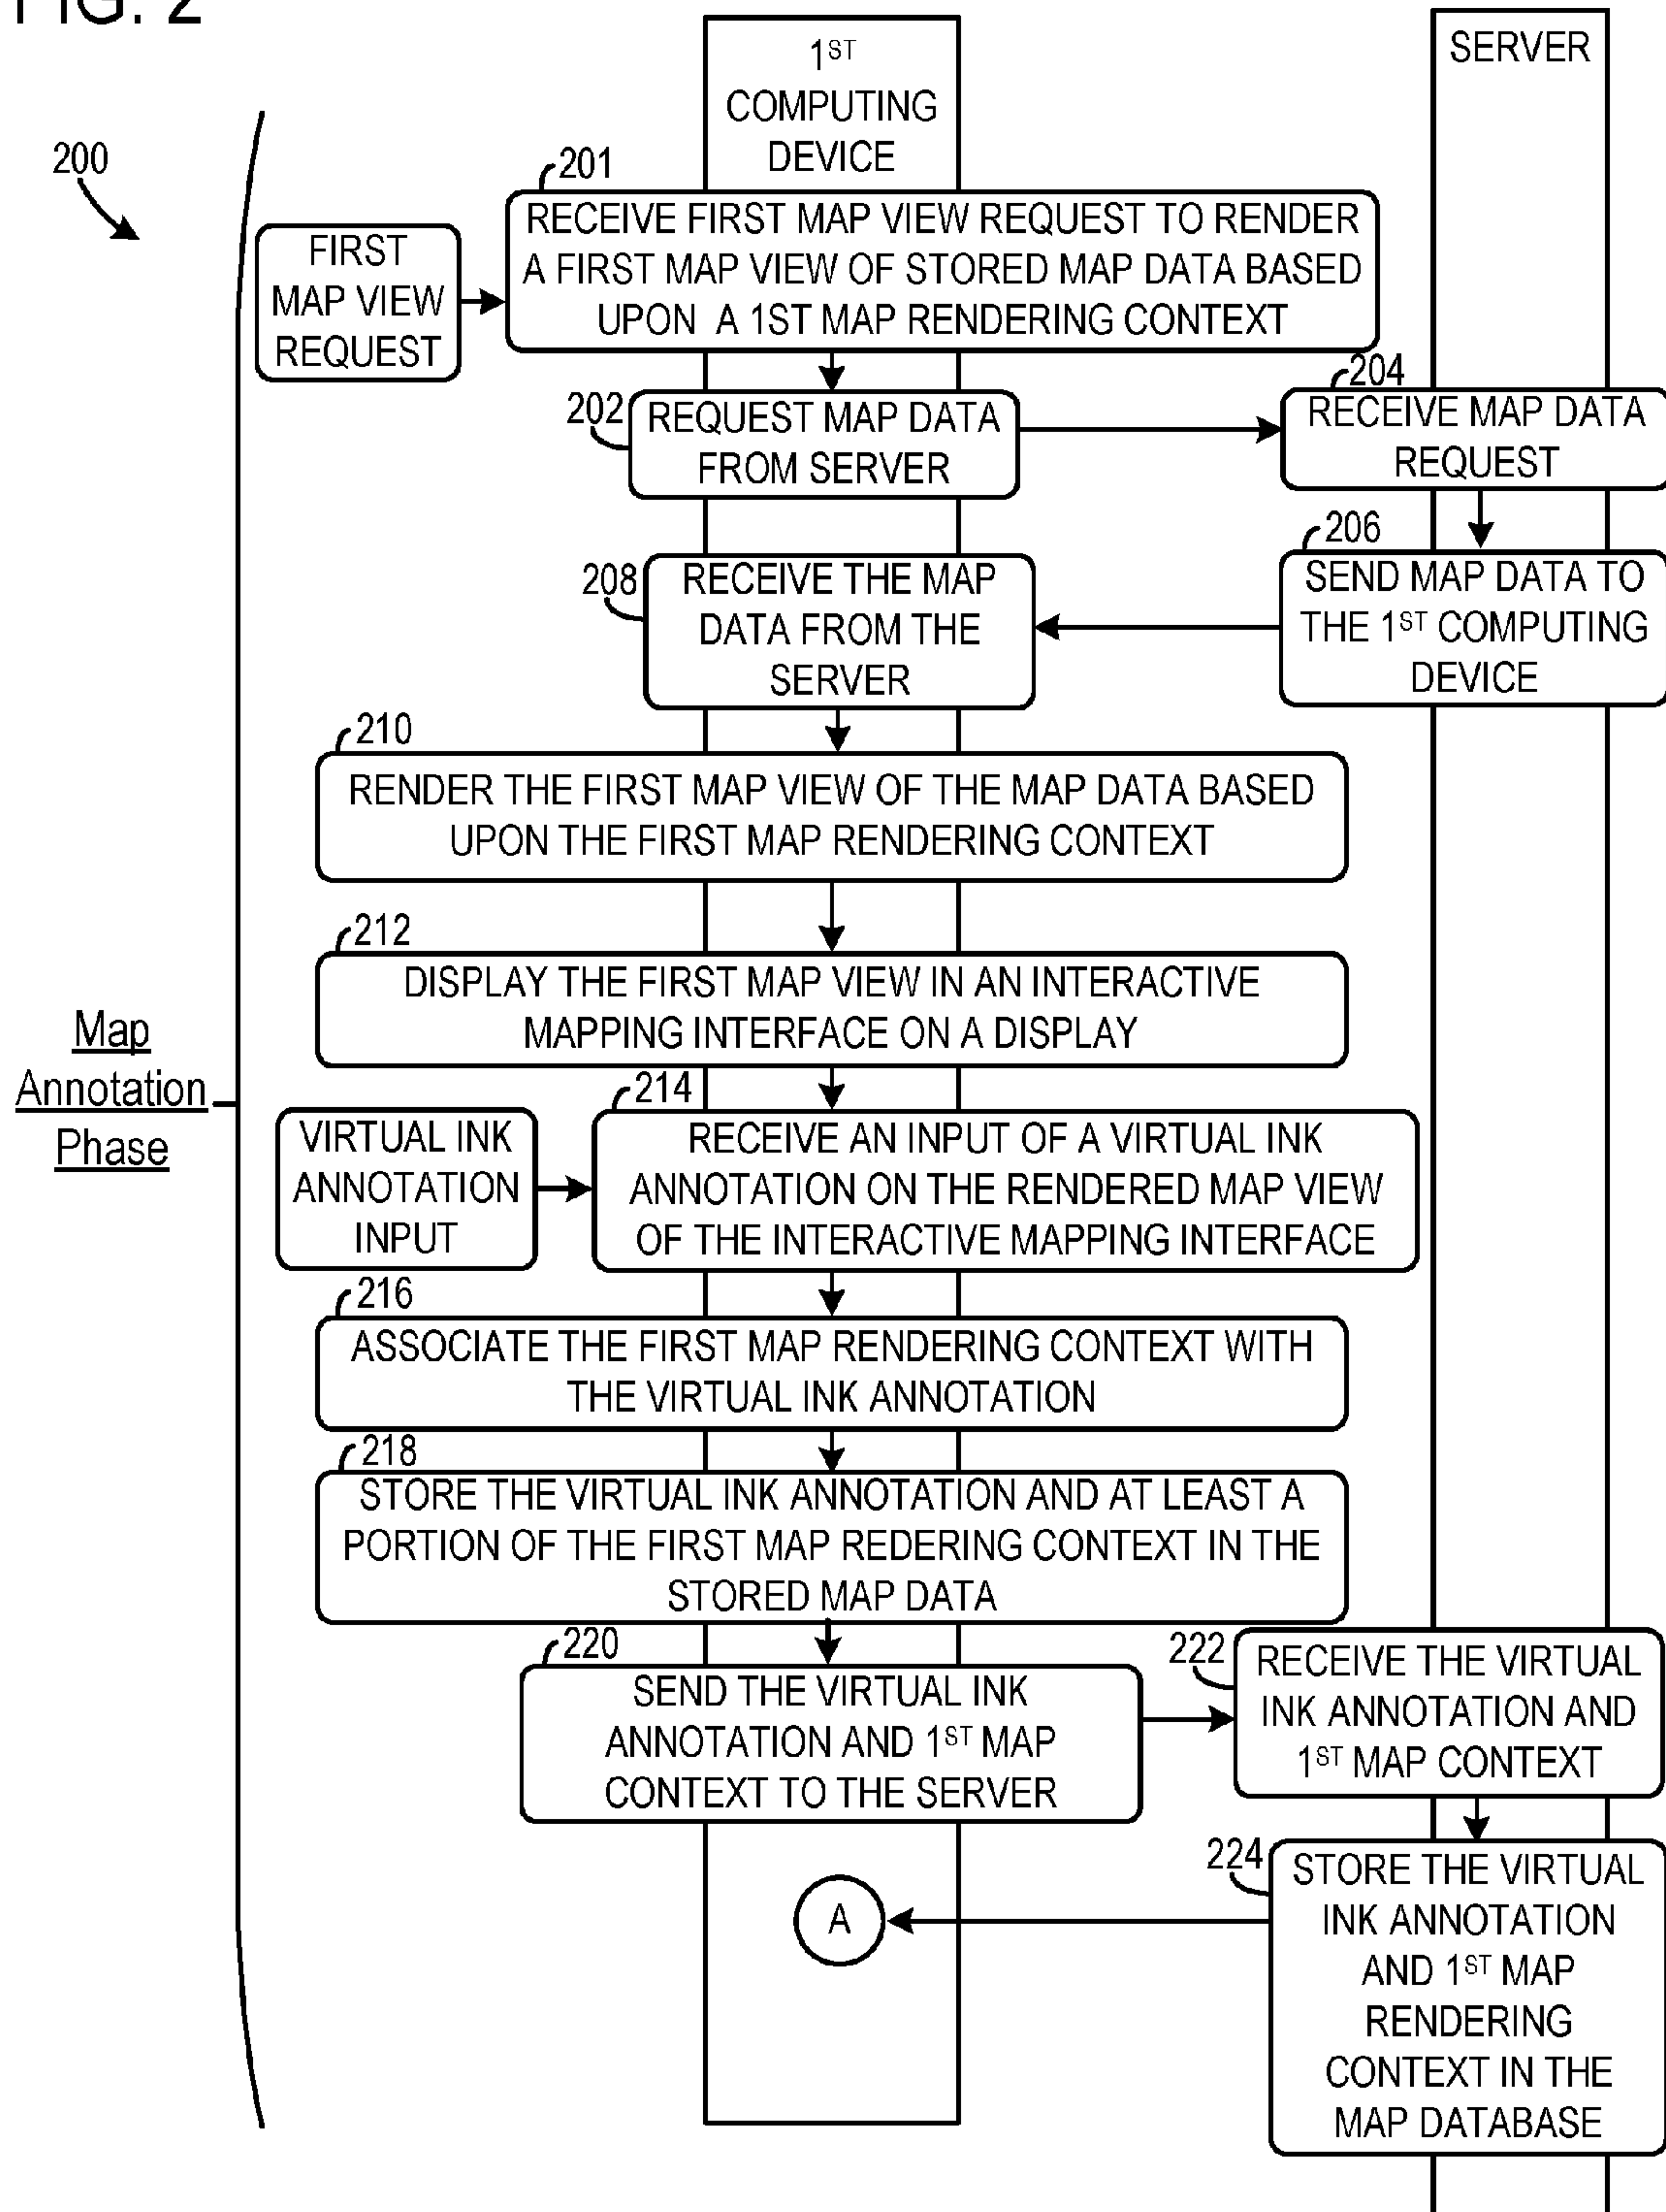 FIG. 2
1ST
COMPUTING
DEVICE
SERVER
200
201
FIRST
MAP VIEW
REQUEST
RECEIVE FIRST MAP VIEW REQUEST TO RENDER
A FIRST MAP VIEW OF STORED MAP DATA BASED
UPON A 1ST MAP RENDERING CONTEXT
202
REQUEST MAP DATA
FROM SERVER
204
RECEIVE MAP DATA
REQUEST
206
SEND MAP DATA TO
THE 1ST COMPUTING
DEVICE
208
RECEIVE THE MAP
DATA FROM THE
SERVER
210
RENDER THE FIRST MAP VIEW OF THE MAP DATA BASED
UPON THE FIRST MAP RENDERING CONTEXT
212
DISPLAY THE FIRST MAP VIEW IN AN INTERACTIVE
MAPPING INTERFACE ON A DISPLAY
Map
Annotation
Phase
VIRTUAL INK
ANNOTATION
INPUT
214
RECEIVE AN INPUT OF A VIRTUAL INK
ANNOTATION ON THE RENDERED MAP VIEW
OF THE INTERACTIVE MAPPING INTERFACE
216
ASSOCIATE THE FIRST MAP RENDERING CONTEXT WITH
THE VIRTUAL INK ANNOTATION
218
STORE THE VIRTUAL INK ANNOTATION AND AT LEAST A
PORTION OF THE FIRST MAP REDERING CONTEXT IN THE
STORED MAP DATA
220
SEND THE VIRTUAL INK
ANNOTATION AND 1ST MAP
CONTEXT TO THE SERVER
222
RECEIVE THE VIRTUAL
INK ANNOTATION AND
1ST MAP CONTEXT
224
STORE THE VIRTUAL
INK ANNOTATION
AND 1ST MAP
RENDERING
CONTEXT IN THE
MAP DATABASE
A